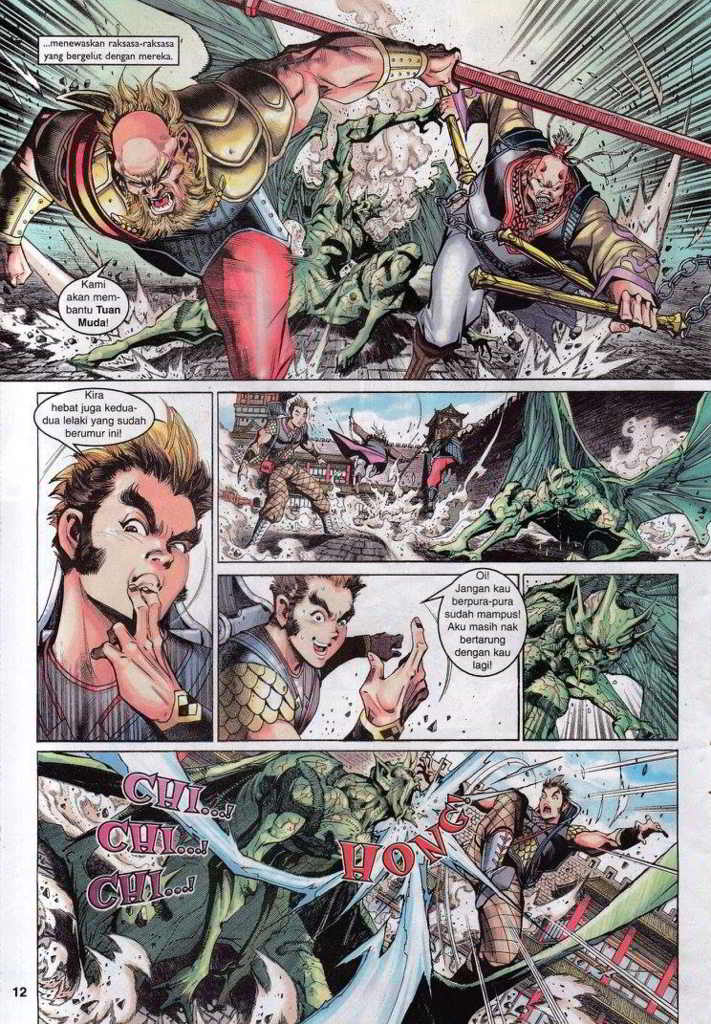 ...menewaskan raksasa-raksasa
yang bergelut dengan mereka.
Kami
akan mem-
bantu Tuan
Muda!
Kira
hebat juga kedua-
dua lelaki yang sudah
berumur ini!
Oi!
Jangan kau
berpura-pura
sudah mampus!
Aku masih nak
bertarung
dengan kau
lagi!
CHI...!
CHI...!
CHI...!
HONG!
12